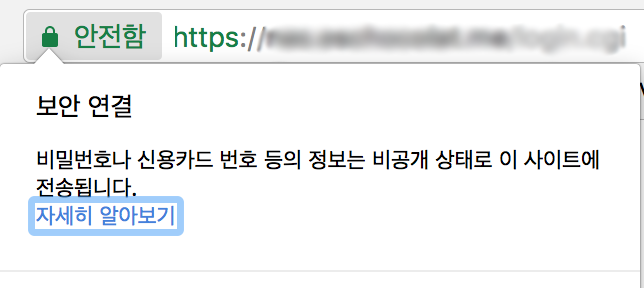 안전함 https://
보안 연결
비밀번호나 신용카드 번호 등의 정보는 비공개 상태로 이 사이트에
전송됩니다.
자세히 알아보기